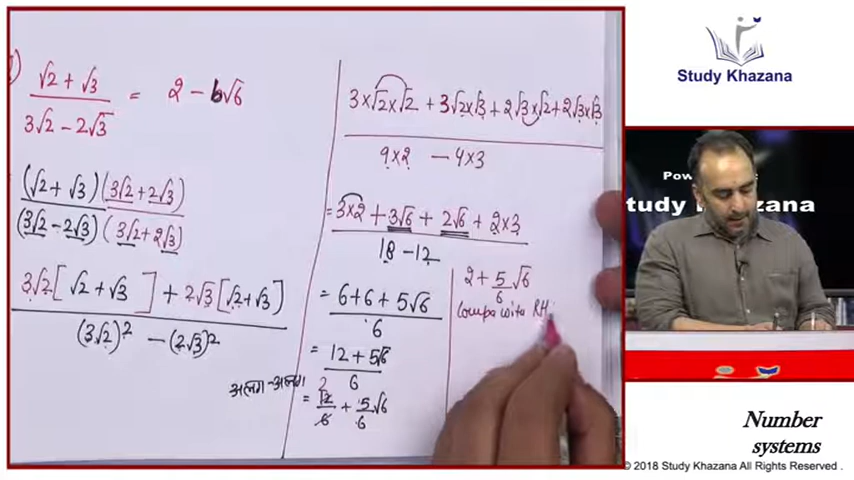 √2 + √3 / 3√2 - 2√3 = 2 - b√6
(√2 + √3) (3√2 + 2√3) / (3√2 - 2√3) (3√2 + 2√3)
3√2 [√2 + √3] + 2√3 [√2 + √3) / (3√2)² - (2√3)²
3×√2×√2 + 3√2×√3 + 2√3×√2 + 2√3×√3 / 9×2 - 4×3
= 3×2 + 3√6 + 2√6 + 2×3 / 18 - 12
= 6+6 + 5√6 / 6
= 12 + 5√6 / 6
अलग-अलग
= 12/6 + 5/6 √6
2
2 + 5/6 √6
with RH
Study Khazana
Pow
tudy Khazana
Number
systems
© 2018 Study Khazana All Rights Reserved .